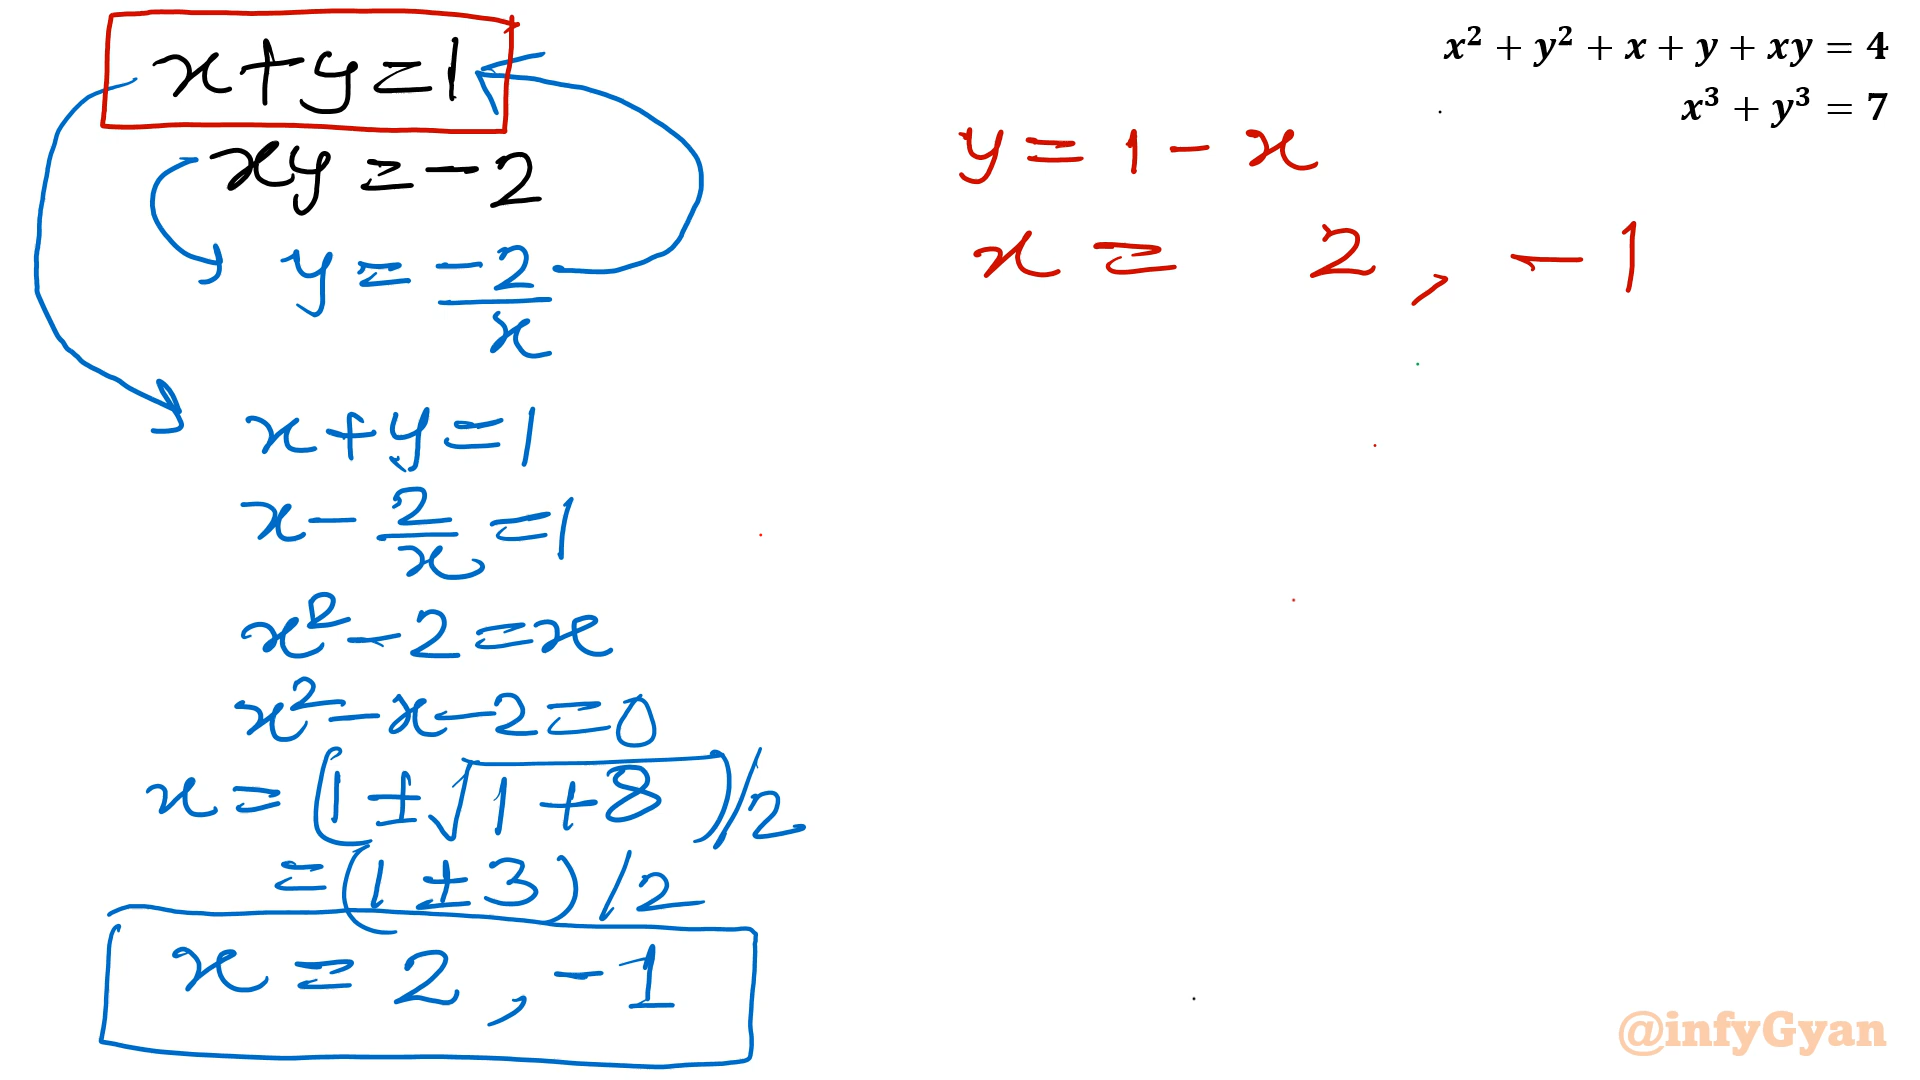 x+y=1
xy=-2
y=-2/x
x+y=1
x-2/x=1
x²-2=x
x²-x-2=0
x=(1±√1+8)/2
=(1±3)/2
x=2,-1
x² + y² + x + y + xy = 4
x³ + y³ = 7
y=1-x
x= 2, -1
@infyGyan